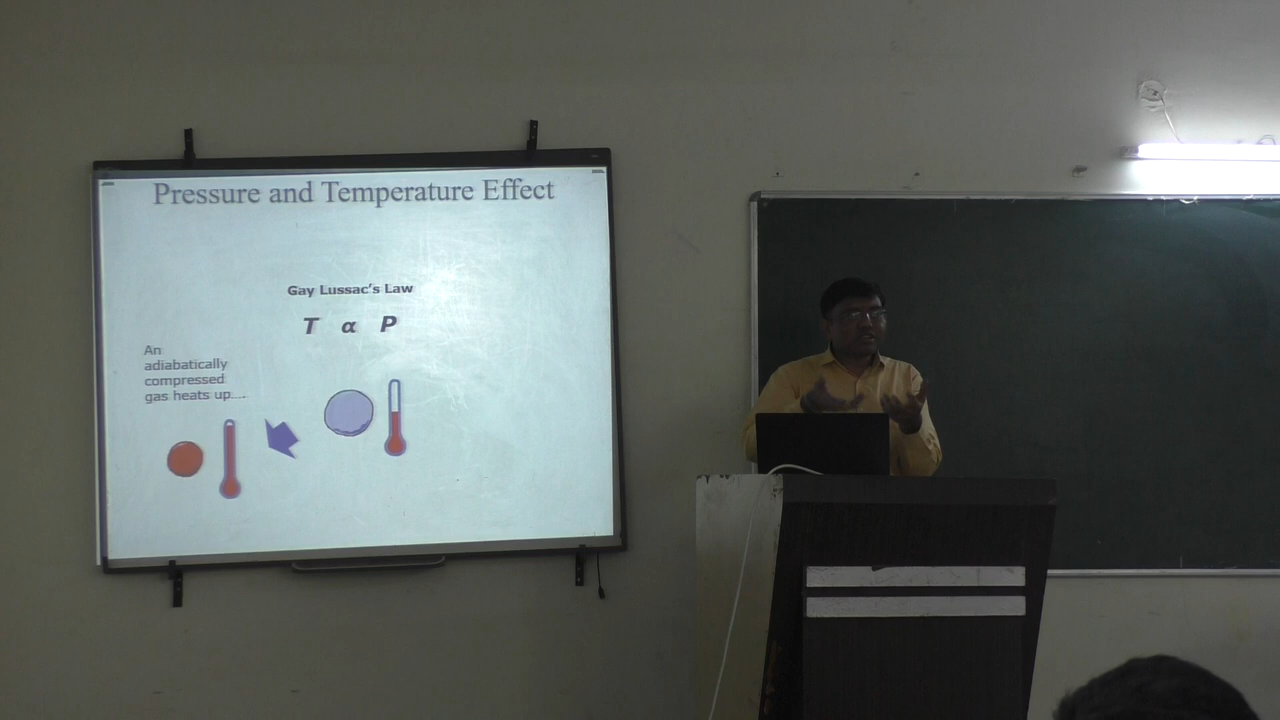 Pressure and Temperature Effect
Gay Lussac's Law
T α P
An
adiabatically
compressed
gas heats up....